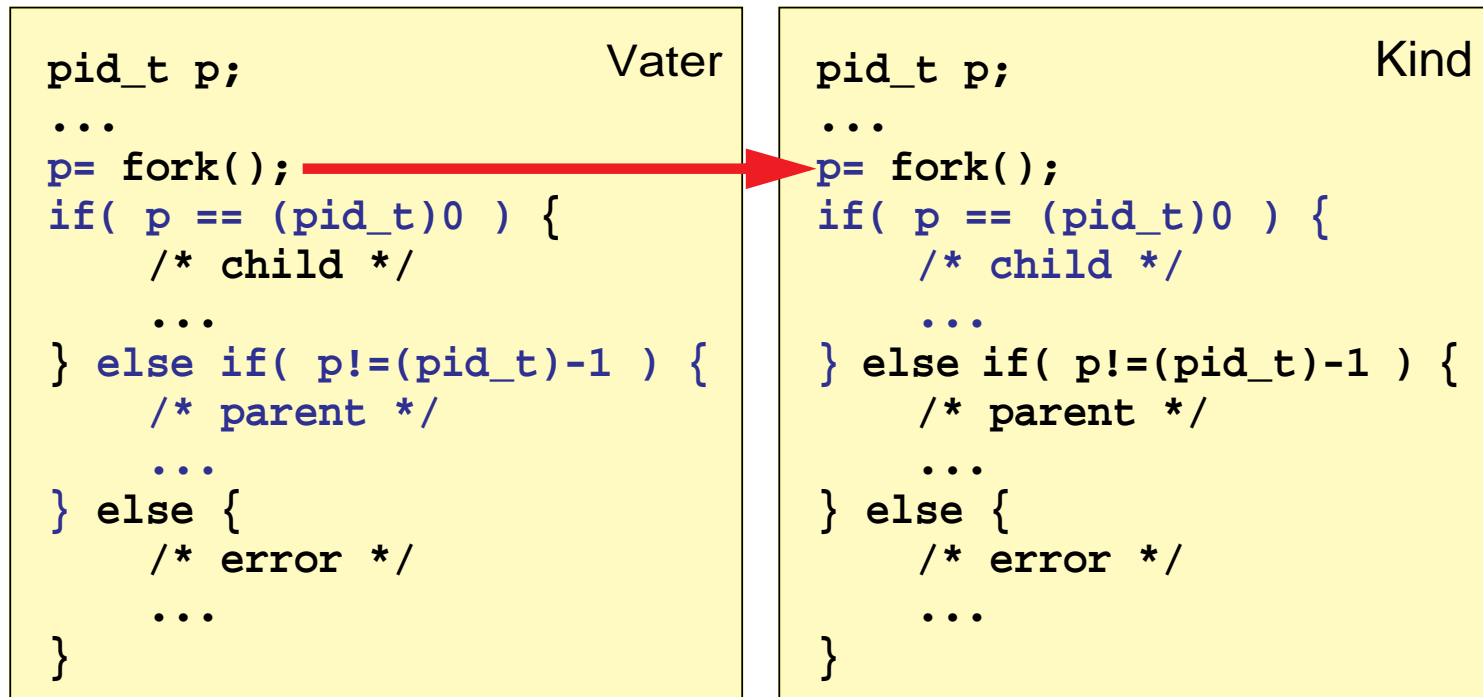 Vater
pid_t p;
...
p= fork();
if( p == (pid_t)0 ) {
/* child */
...
} else if( p!=(pid_t)-1 ) {
/* parent */
...
} else {
/* error */
...
}
Kind
pid_t p;
...
p= fork();
if( p == (pid_t)0 ) {
/* child */
...
} else if( p!=(pid_t)-1 ) {
/* parent */
...
} else {
/* error */
...
}